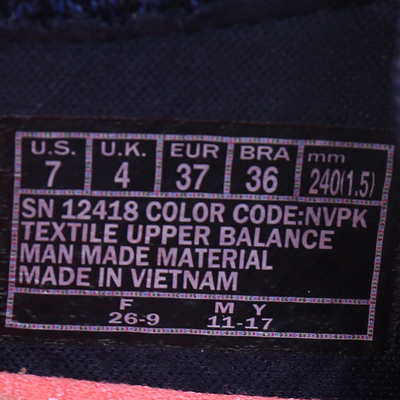 U.S. U.K. EUR BRA mm
7 4 37 36 240(1.5)
SN 12418 COLOR CODE:NVPK
TEXTILE UPPER BALANCE
MAN MADE MATERIAL
MADE IN VIETNAM
F M Y
26-9 11-17